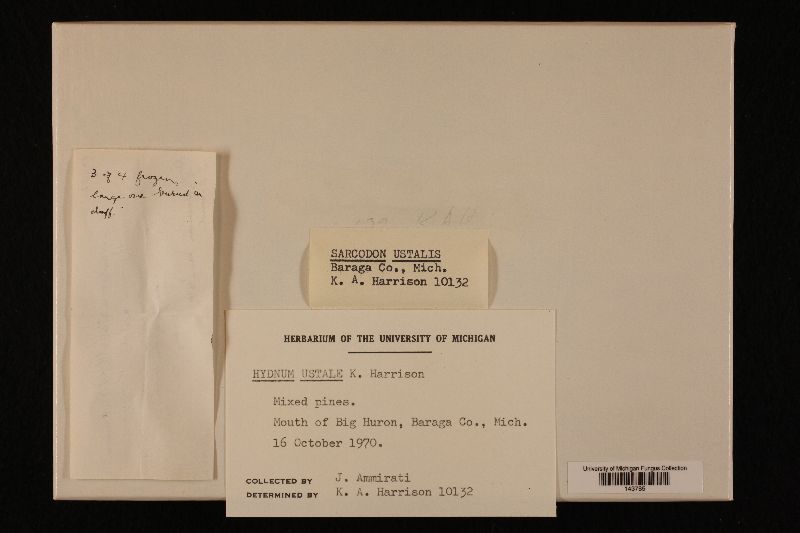 3 of 4 frozen,
large one buried in
duff.
SARCODON USTALIS
Baraga Co., Mich.
K. A. Harrison 10132
HERBARIUM OF THE UNIVERSITY OF MICHIGAN
HYDNUM USTALE K. Harrison
Mixed pines.
Mouth of Big Huron, Baraga Co., Mich.
16 October 1970.
COLLECTED BY J. Ammirati
DETERMINED BY K. A. Harrison 10132
University of Michigan Fungus Collection
143785